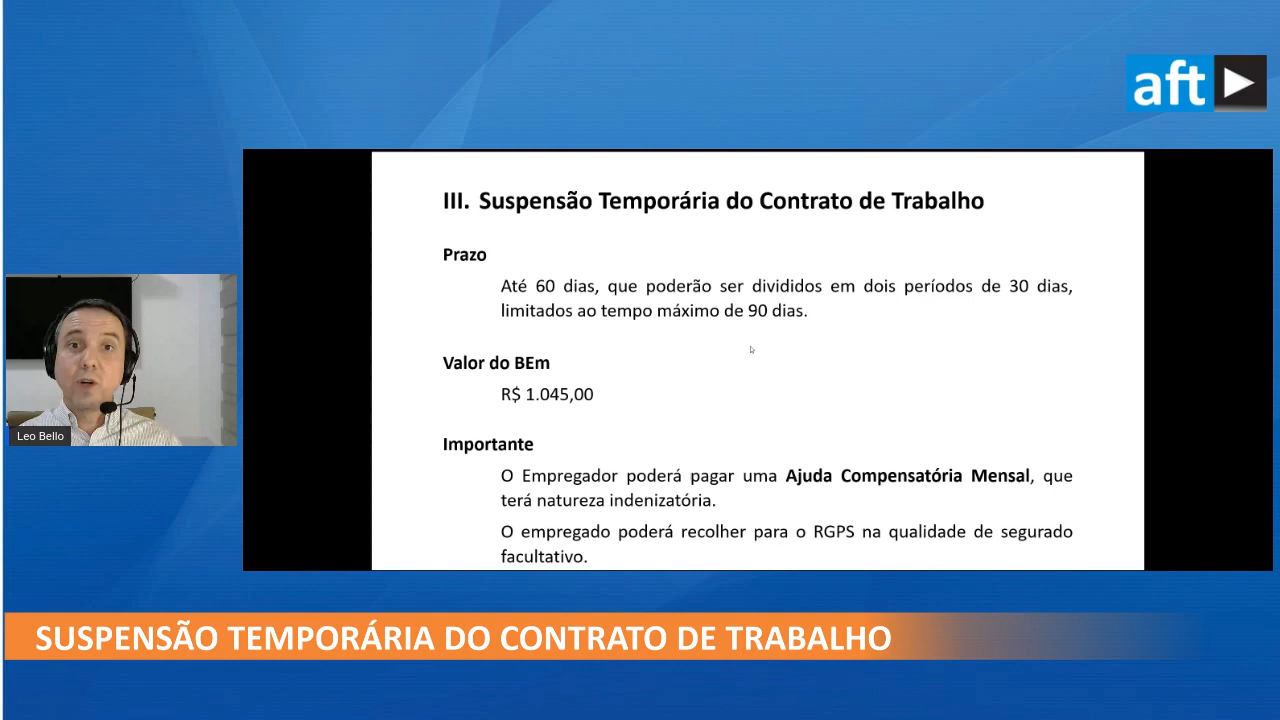 aft
III. Suspensão Temporária do Contrato de Trabalho
Prazo
Até 60 dias, que poderão ser divididos em dois períodos de 30 dias,
limitados ao tempo máximo de 90 dias.
Valor do BEm
R$ 1.045,00
Importante
O Empregador poderá pagar uma Ajuda Compensatória Mensal, que
terá natureza indenizatória.
O empregado poderá recolher para o RGPS na qualidade de segurado
facultativo.
Leo Bello
SUSPENSÃO TEMPORÁRIA DO CONTRATO DE TRABALHO